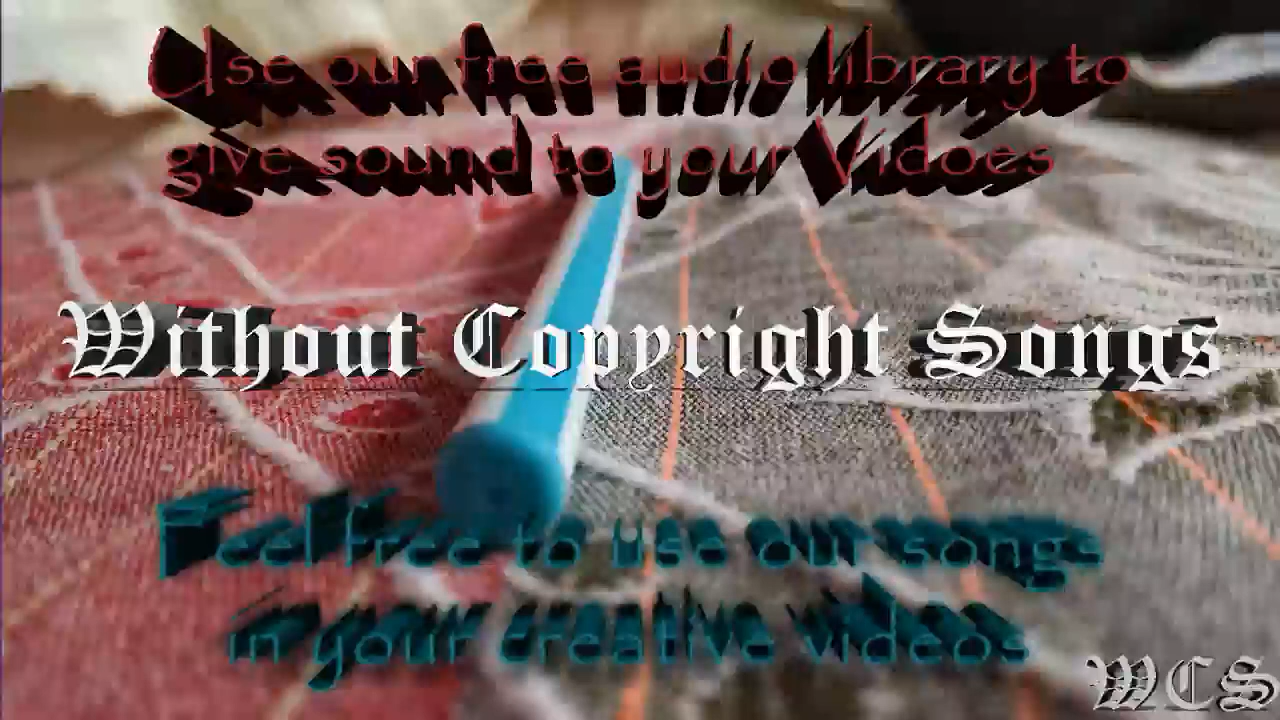 Use our free audio library to
give sound to your Vidoes
Without Copyright Songs
Feel free to use our songs
in your creative videos
WCS